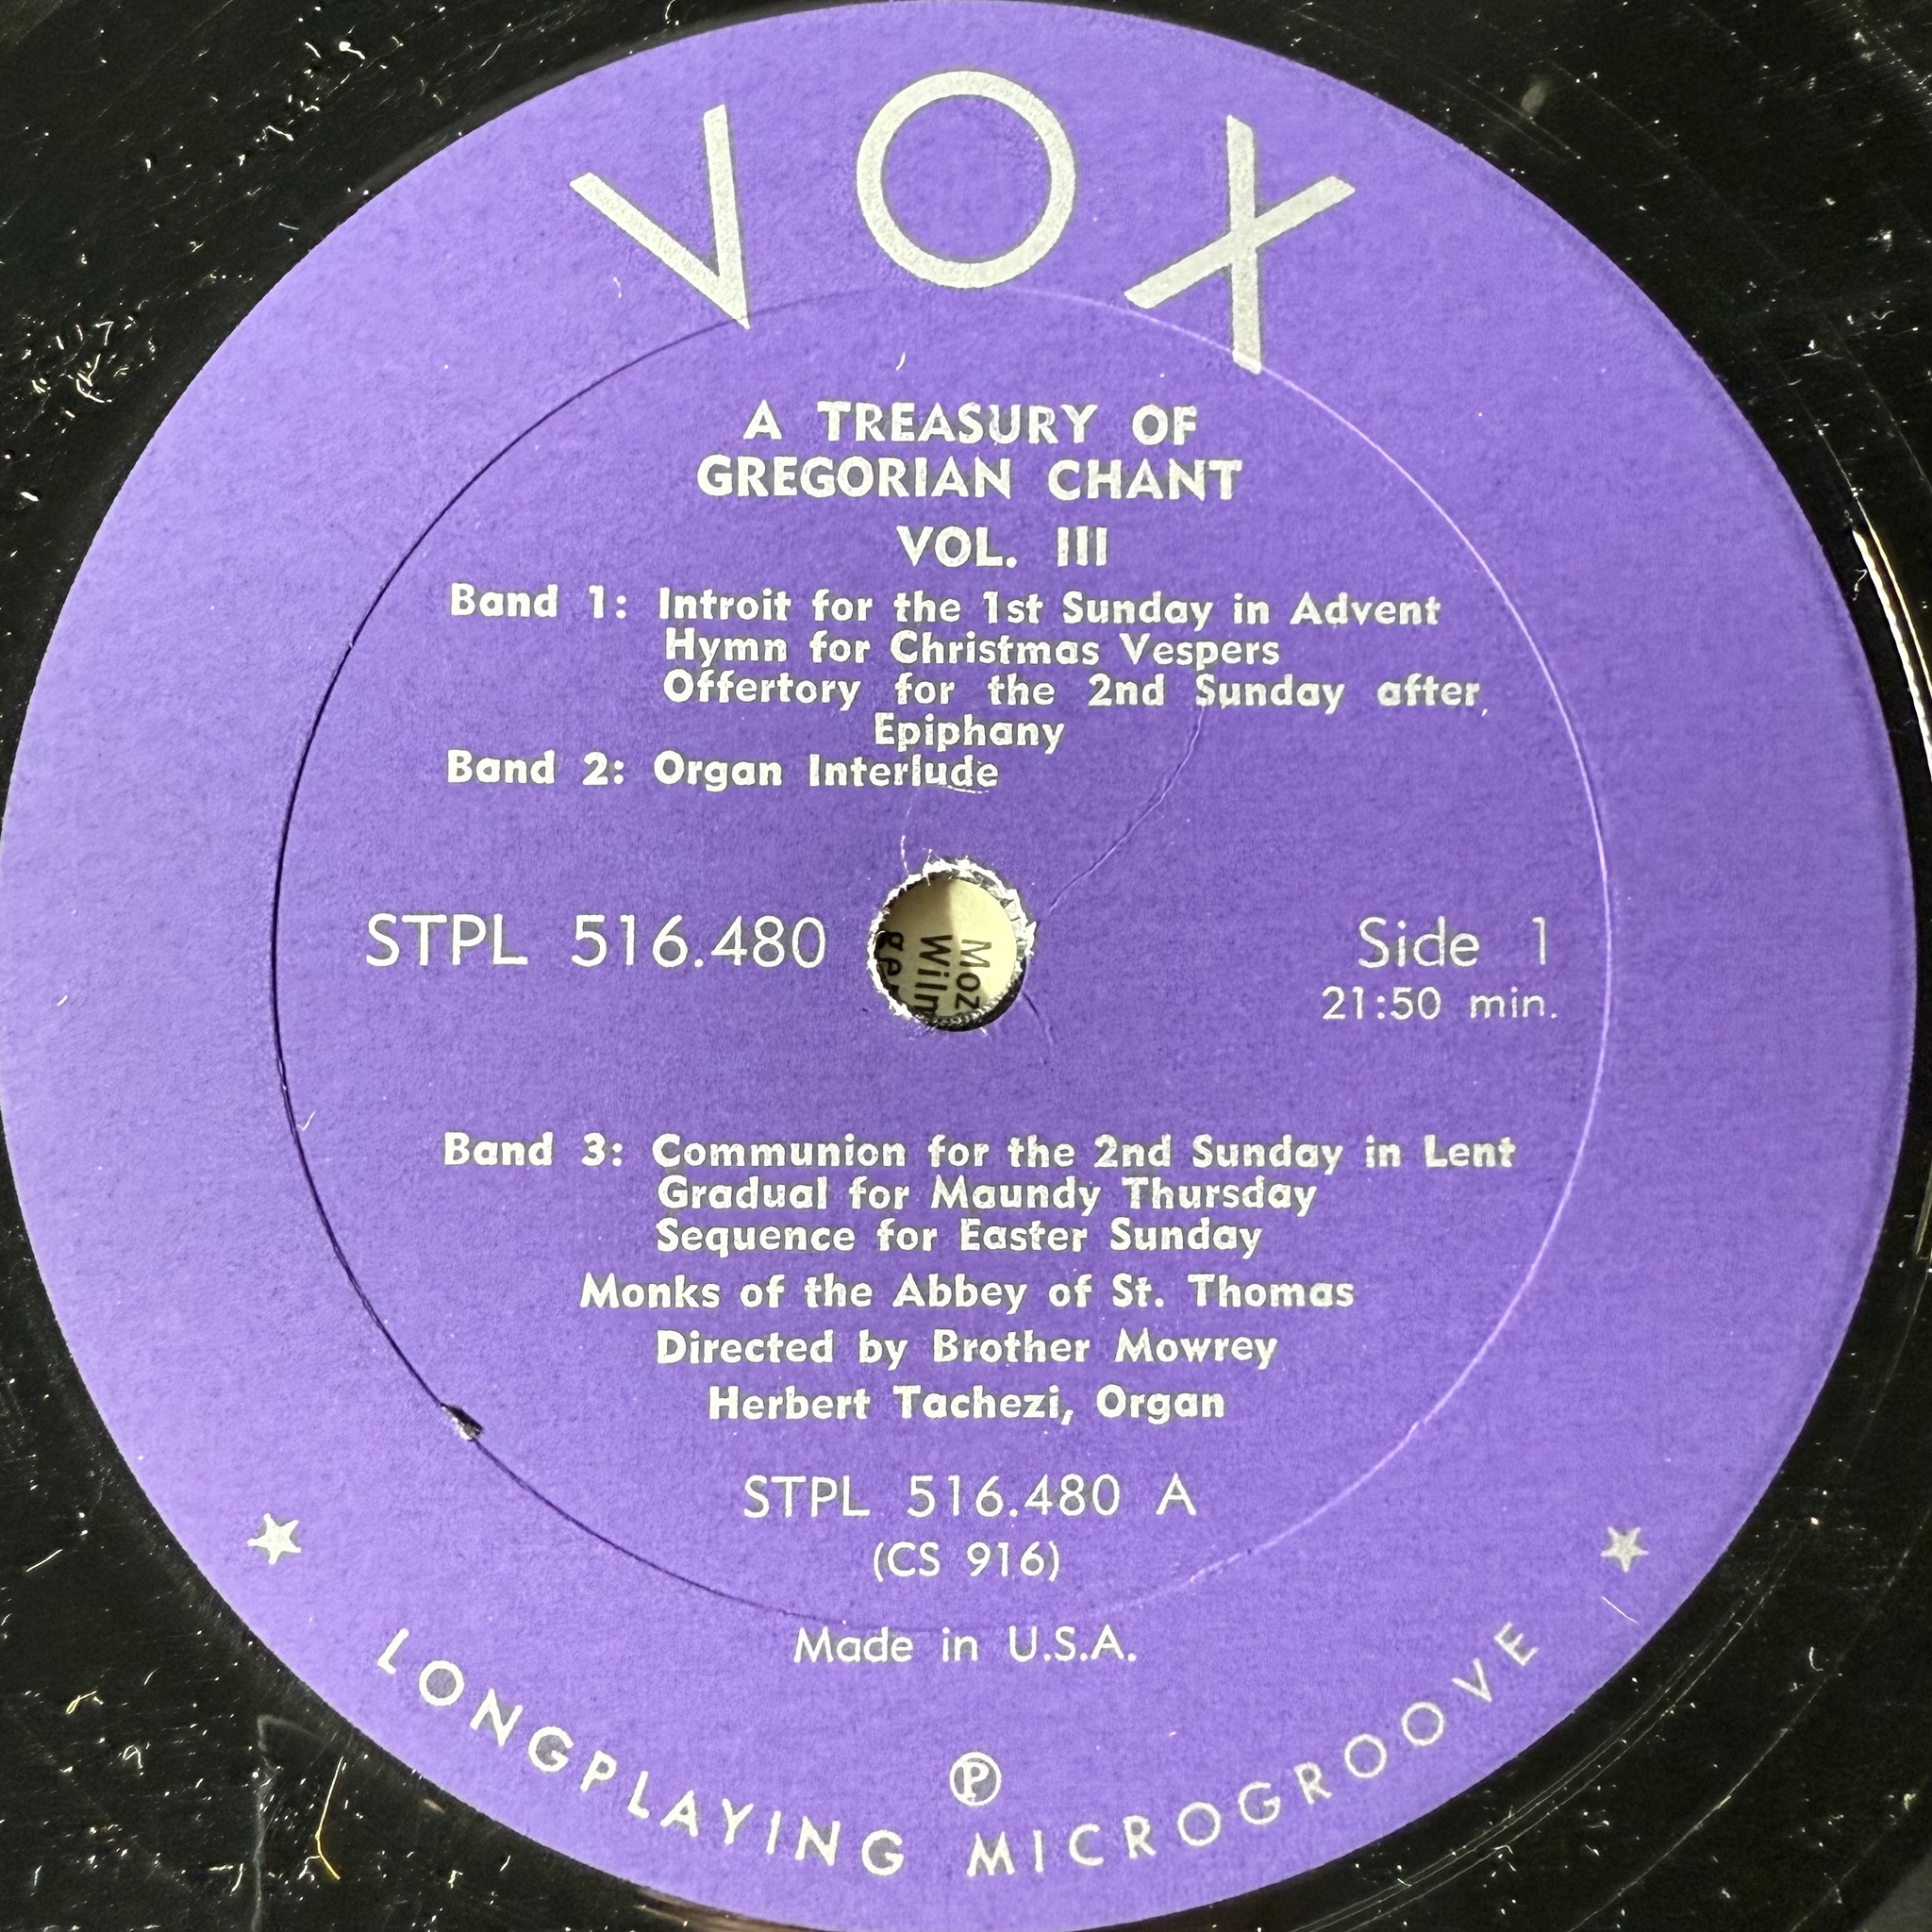 VOX
A TREASURY OF
GREGORIAN CHANT
VOL. III
Band 1: Introit for the 1st Sunday in Advent
Hymn for Christmas Vespers
Offertory for the 2nd Sunday after
Epiphany
Band 2: Organ Interlude
STPL 516.480
Side 1
21:50 min.
Band 3: Communion for the 2nd Sunday in Lent
Gradual for Maundy Thursday
Sequence for Easter Sunday
Monks of the Abbey of St. Thomas
Directed by Brother Mowrey
Herbert Tachezi, Organ
STPL 516.480 A
(CS 916)
Made in U.S.A.
℗
LONGPLAYING MICROGROOVE